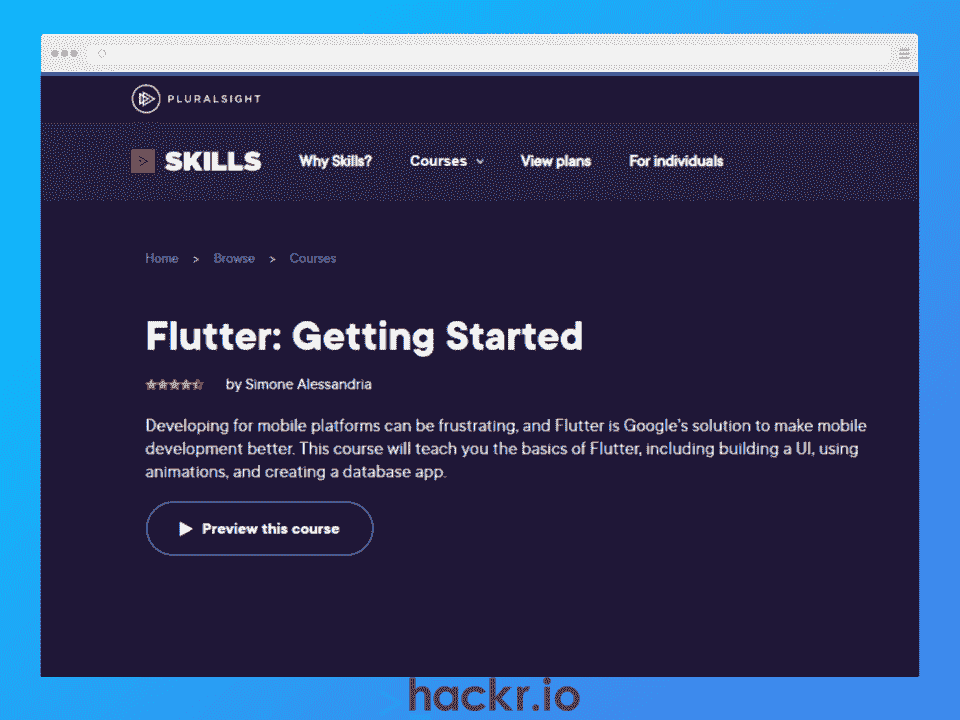 PLURALSIGHT
SKILLS Why Skills? Courses View plans For individuals
Home > Browse > Courses
Flutter: Getting Started
by Simone Alessandria
Developing for mobile platforms can be frustrating, and Flutter is Google's solution to make mobile
development better. This course will teach you the basics of Flutter, including building a UI, using
animations, and creating a database app.
Preview this course
hackr.io